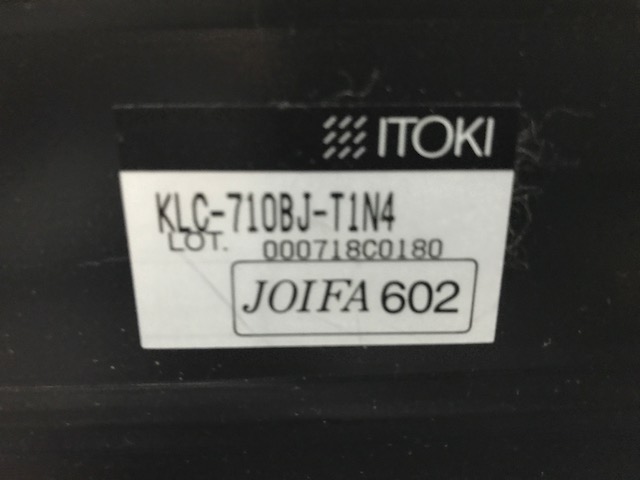 ITOKI
KLC-710BJ-T1N4
LOT. 000718C0180
JOIFA 602